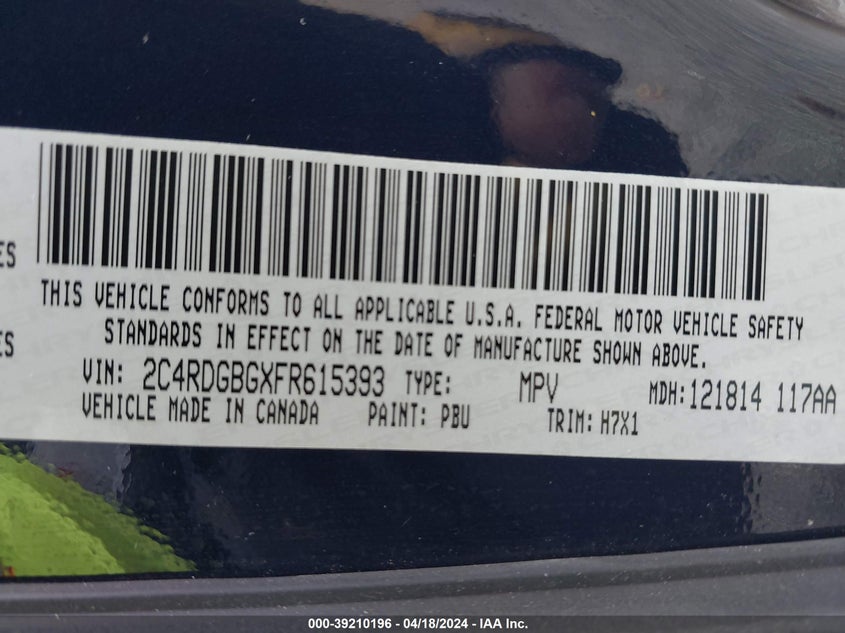 ES
THIS VEHICLE CONFORMS TO ALL APPLICABLE U.S.A. FEDERAL MOTOR VEHICLE SAFETY
ES
STANDARDS IN EFFECT ON THE DATE OF MANUFACTURE SHOWN ABOVE.
VIN: 2C4RDGBGXFR615393 TYPE: MPV MDH:121814 117AA
VEHICLE MADE IN CANADA PAINT: PBU TRIM: H7X1
000-39210196 - 04/18/2024 - IAA Inc.